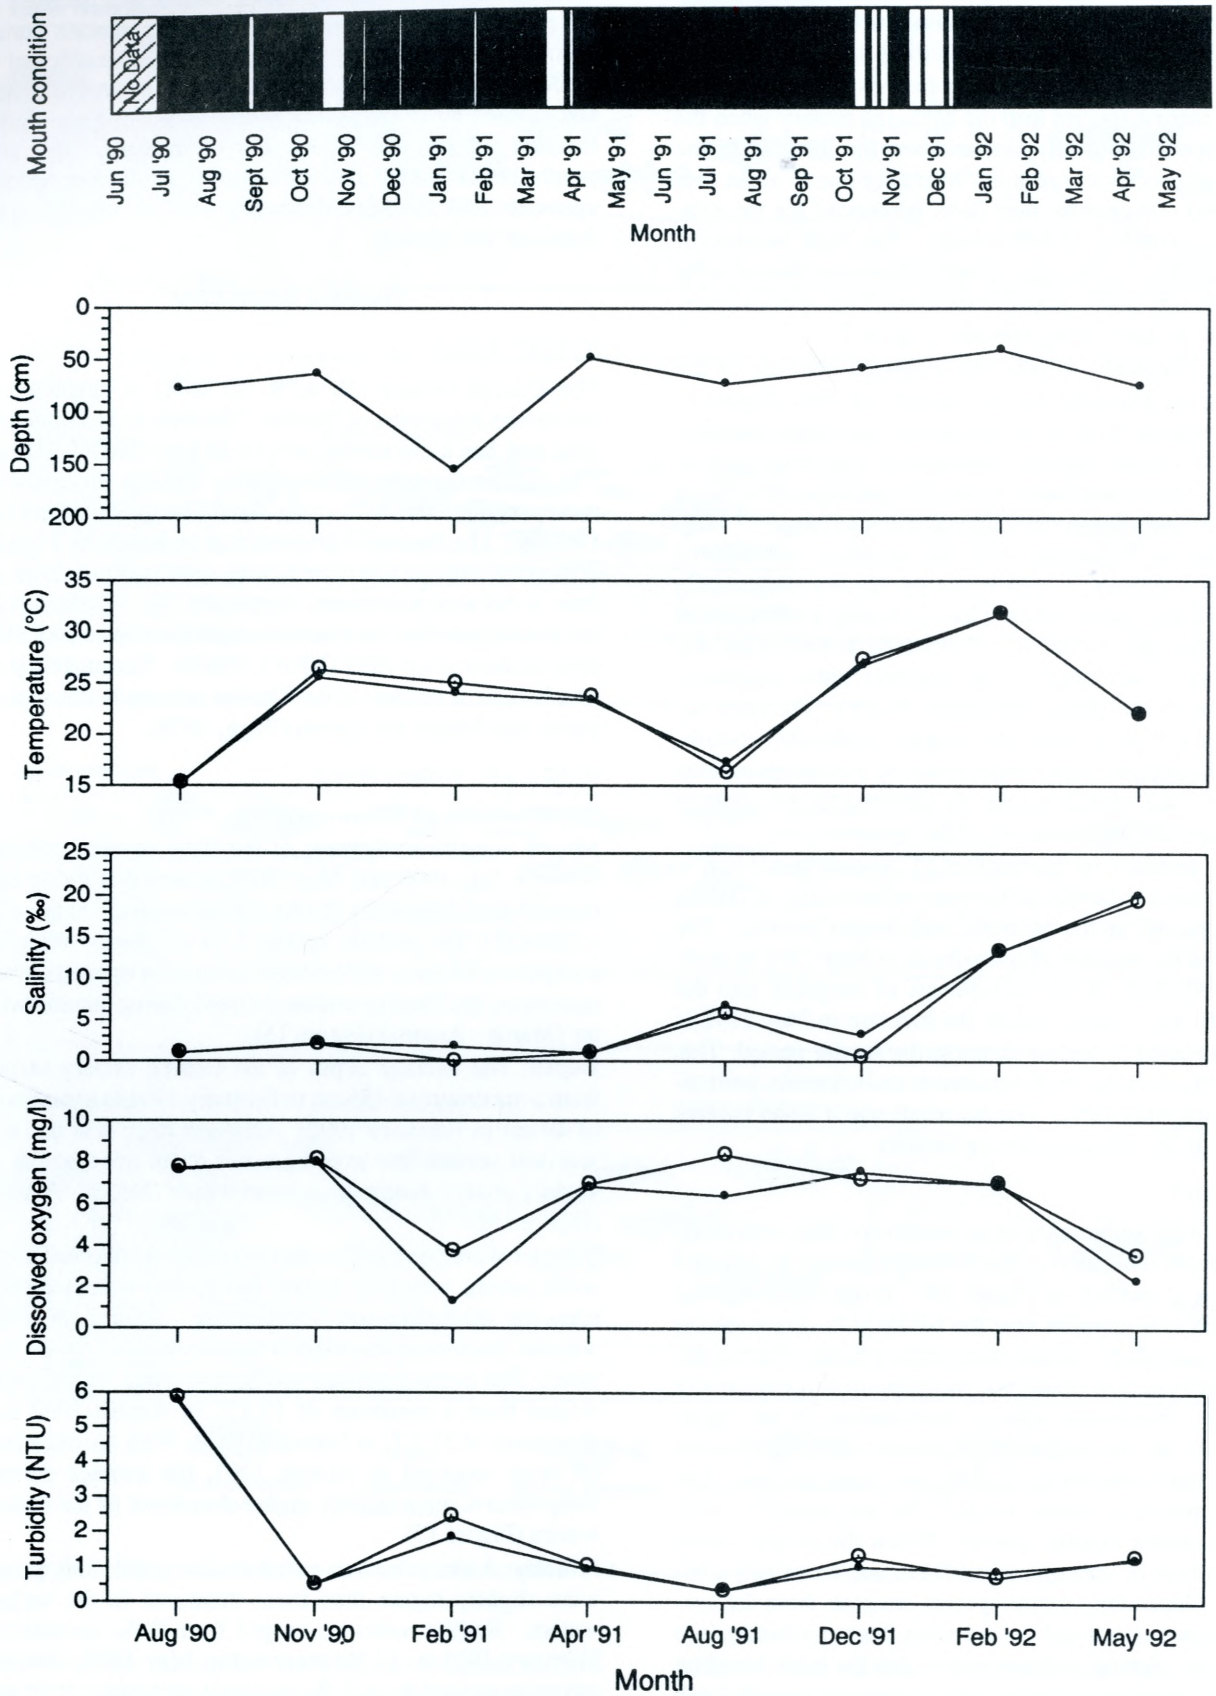 Mouth condition
No Data
Jun '90
Jul '90
Aug '90
Sept '90
Oct '90
Nov '90
Dec '90
Jan '91
Feb '91
Mar '91
Apr '91
May '91
Jun '91
Jul '91
Aug '91
Sep '91
Oct '91
Nov '91
Dec '91
Jan '92
Feb '92
Mar '92
Apr '92
May '92
Month
Depth (cm)
0
50
100
150
200
Temperature (°C)
35
30
25
20
15
Salinity (‰)
25
20
15
10
5
0
Dissolved oxygen (mg/l)
10
8
6
4
2
0
Turbidity (NTU)
6
5
4
3
2
1
0
Aug '90 Nov '90 Feb '91 Apr '91 Aug '91 Dec '91 Feb '92 May '92
Month